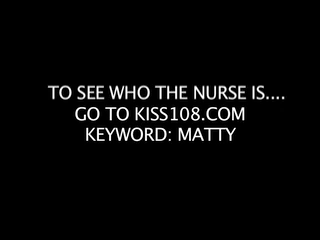 TO SEE WHO THE NURSE IS....
GO TO KISS108.COM
KEYWORD: MATTY